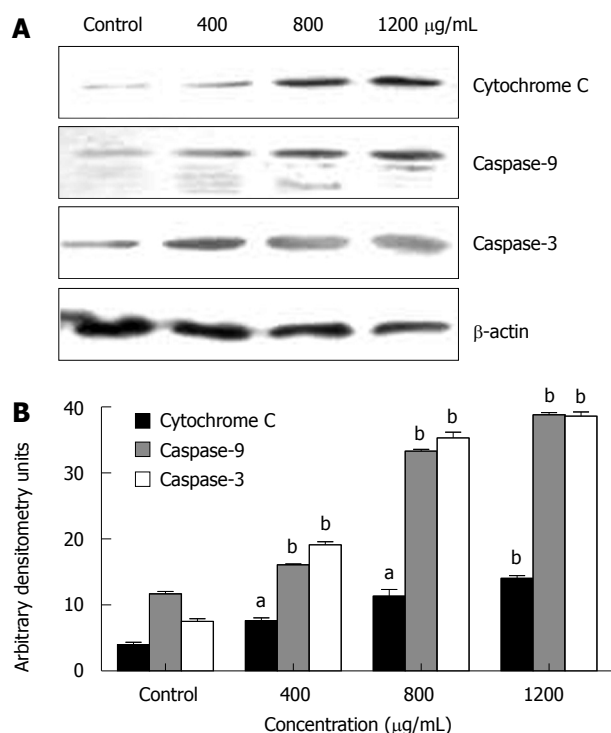 A
Control 400 800 1200 μg/mL
Cytochrome C
Caspase-9
Caspase-3
β-actin
B
Cytochrome C
Caspase-9
Caspase-3
Arbitrary densitometry units
40
30
20
10
0
a b b
a b b
b b b
Control 400 800 1200
Concentration (μg/mL)